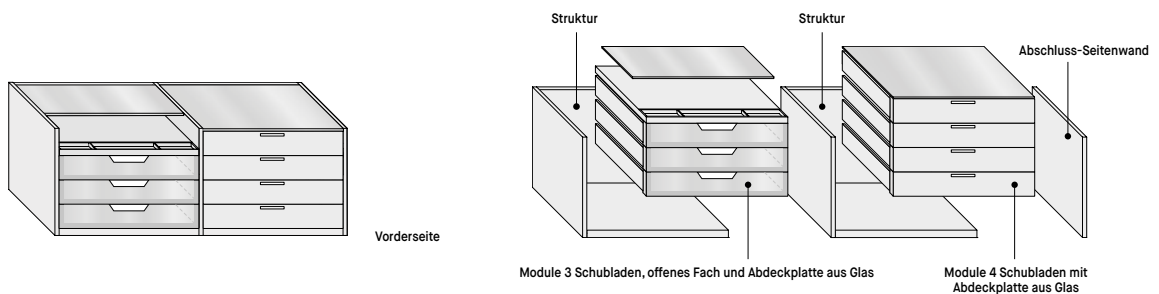 Struktur
Struktur
Abschluss-Seitenwand
Vorderseite
Module 3 Schubladen, offenes Fach und Abdeckplatte aus Glas
Module 4 Schubladen mit
Abdeckplatte aus Glas